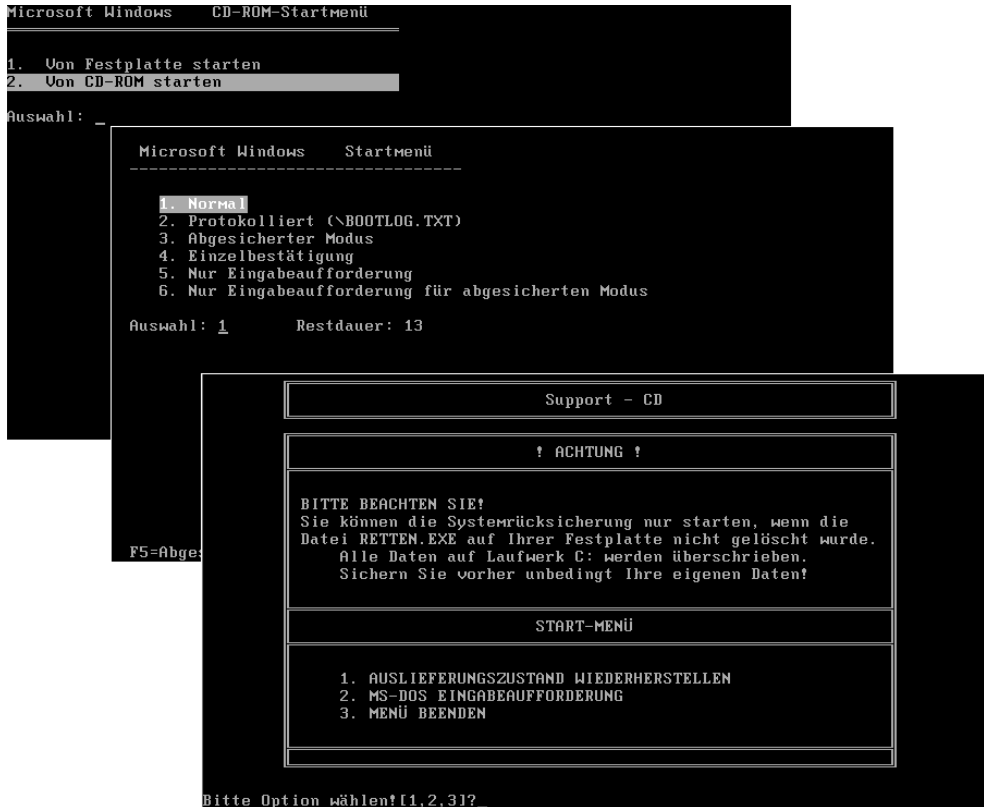 Microsoft Windows    CD-ROM-Startmenü
1.  Von Festplatte starten
2.  Von CD-ROM starten
Auswahl: _
Microsoft Windows    Startmenü
----------------------------------
1. Normal
2. Protokolliert (\BOOTLOG.TXT)
3. Abgesicherter Modus
4. Einzelbestätigung
5. Nur Eingabeaufforderung
6. Nur Eingabeaufforderung für abgesicherten Modus
Auswahl: 1       Restdauer: 13
F5=Abges
Support - CD
! ACHTUNG !
BITTE BEACHTEN SIE!
Sie können die Systemrücksicherung nur starten, wenn die
Datei RETTEN.EXE auf Ihrer Festplatte nicht gelöscht wurde.
Alle Daten auf Laufwerk C: werden überschrieben.
Sichern Sie vorher unbedingt Ihre eigenen Daten!
START-MENÜ
1. AUSLIEFERUNGSZUSTAND WIEDERHERSTELLEN
2. MS-DOS EINGABEAUFFORDERUNG
3. MENÜ BEENDEN
Bitte Option wählen![1,2,3]?_